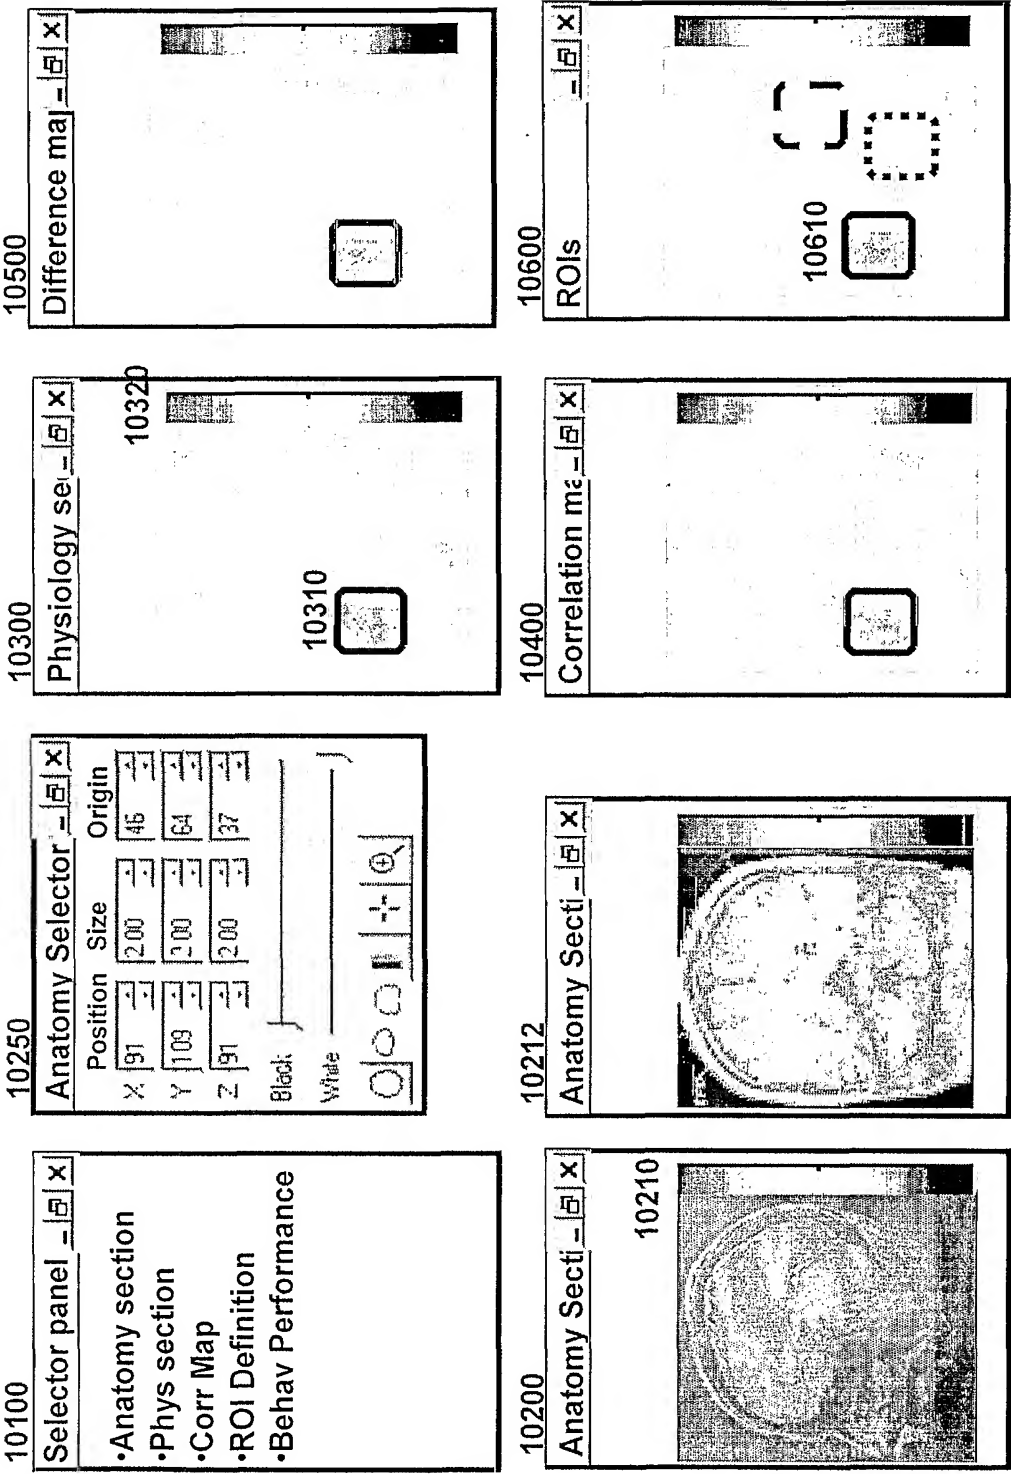 10100
Selector panel
•Anatomy section
•Phys section
•Corr Map
•ROI Definition
•Behav Performance
10250
Anatomy Selector
Position Size Origin
X 91 2.00 46
Y 109 2.00 64
Z 91 2.00 37
Black
White
10300
Physiology se
10320
10310
10500
Difference ma
10200
Anatomy Secti
10210
10212
Anatomy Secti
10400
Correlation ma
10600
ROIs
10610